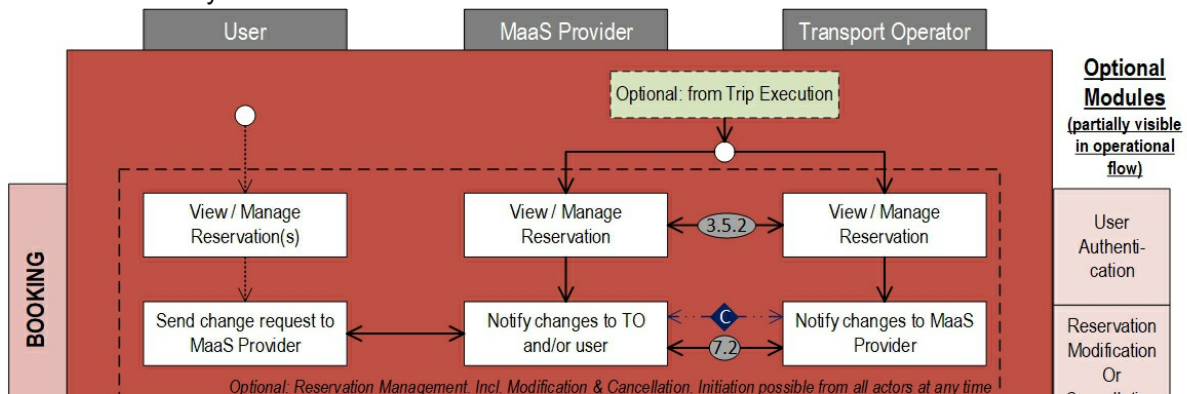 User
MaaS Provider
Transport Operator
Optional
Modules
(partially visible
in operational
flow)
Optional: from Trip Execution
View / Manage
Reservation(s)
View / Manage
Reservation
3.5.2
View / Manage
Reservation
User
Authenti-
cation
BOOKING
Send change request to
MaaS Provider
Notify changes to TO
and/or user
C
7.2
Notify changes to MaaS
Provider
Reservation
Modification
Or
Optional: Reservation Management. Incl. Modification & Cancellation. Initiation possible from all actors at any time